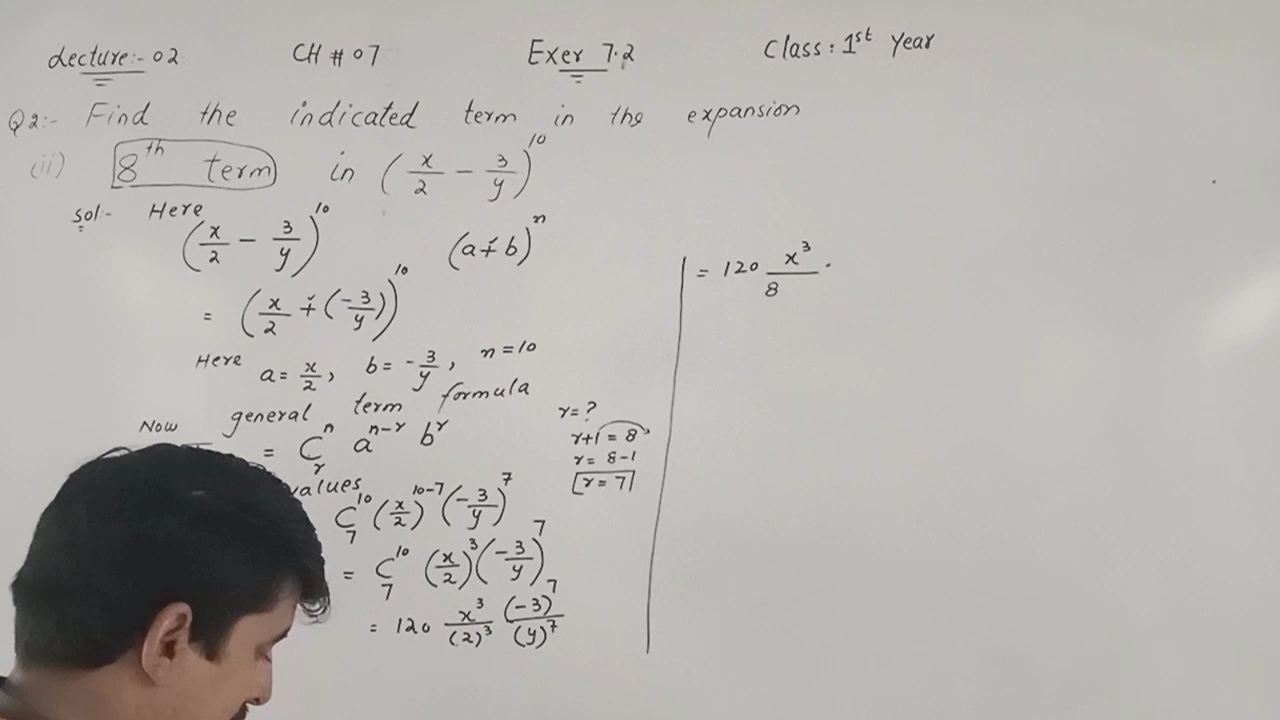 Lecture:- 02 CH # 07 Exer 7.2 Class: 1st Year
Q2:- Find the indicated term in the expansion
(ii) 8th term in (x/2 - 3/y)^10
Sol:- Here
(x/2 - 3/y)^10 (a+b)^n
= (x/2 + (-3/y))^10
Here a = x/2, b = -3/y, n = 10
Now general term formula
= C^n_r a^(n-r) b^r
values
C^10_7 (x/2)^(10-7) (-3/y)^7
= C^10_7 (x/2)^3 (-3/y)^7
= 120 x^3/(2)^3 (-3)^7/(y)^7
r = ?
r+1 = 8
r = 8-1
r = 7
= 120 x^3/8 .